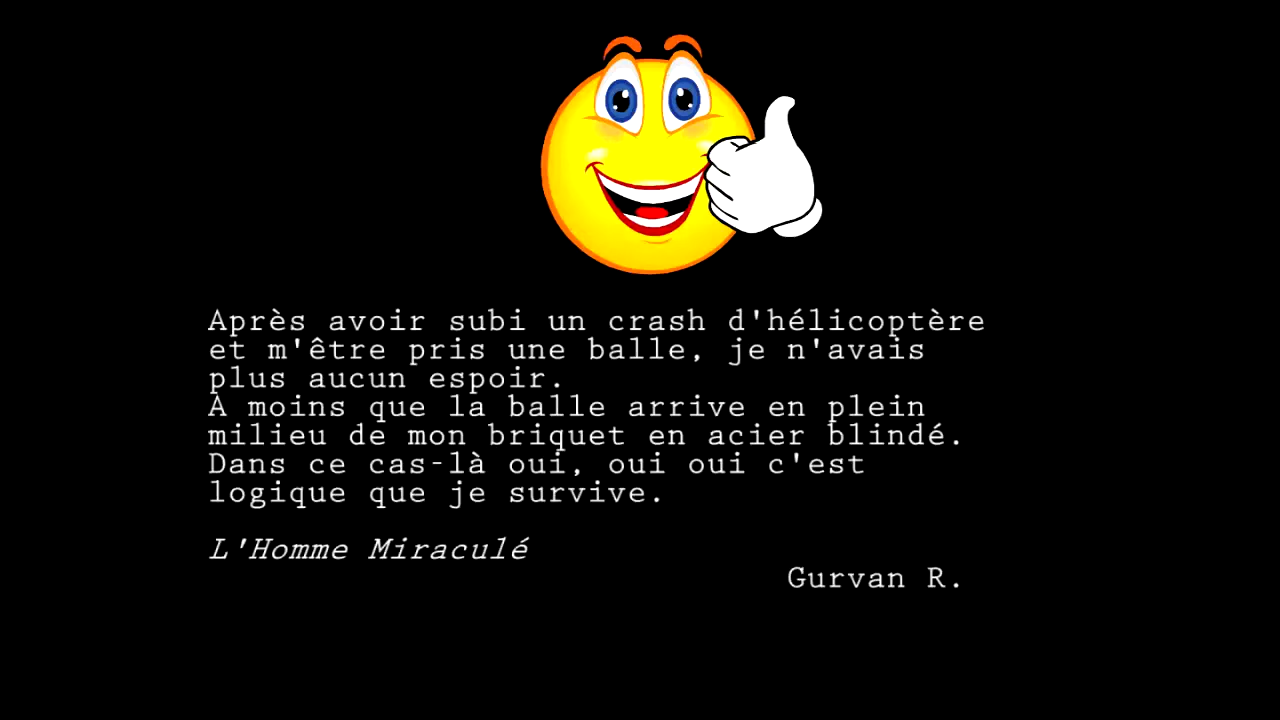 Après avoir subi un crash d'hélicoptère
et m'être pris une balle, je n'avais
plus aucun espoir.
À moins que la balle arrive en plein
milieu de mon briquet en acier blindé.
Dans ce cas-là oui, oui oui c'est
logique que je survive.
L'Homme Miraculé
Gurvan R.